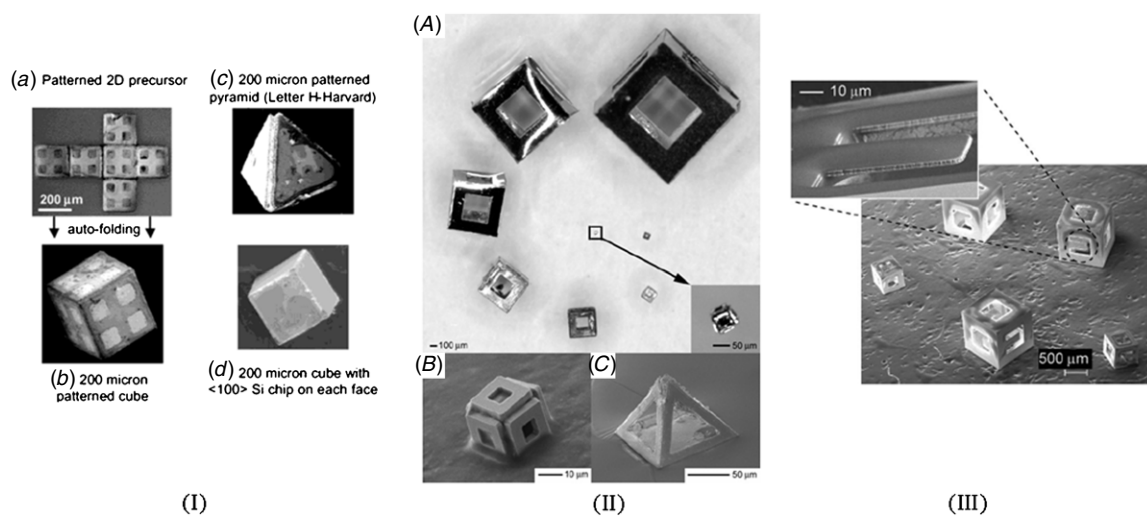 (a) Patterned 2D precursor
200 μm
auto-folding
(b) 200 micron
patterned cube
(c) 200 micron patterned
pyramid (Letter H-Harvard)
(d) 200 micron cube with
<100> Si chip on each face
(I)
(A)
100 μm
50 μm
(B)
10 μm
(C)
50 μm
(II)
10 μm
500 μm
(III)